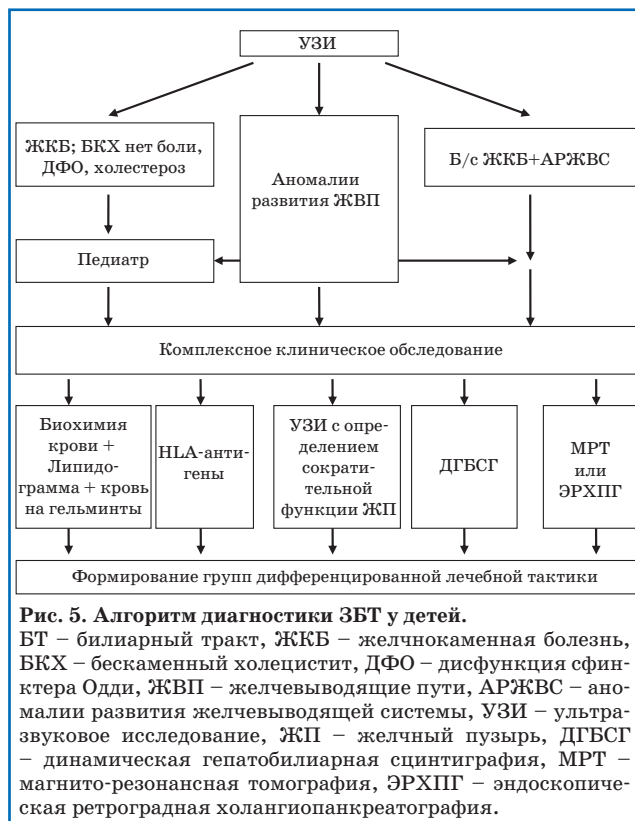 УЗИ
ЖКБ; БКХ нет боли,
ДФО, холестероз
Аномалии
развития ЖВП
Б/с ЖКБ+АРЖВС
Педиатр
Комплексное клиническое обследование
Биохимия
крови +
Липидо-
грамма + кровь
на гельминты
HLA-анти-
гены
УЗИ с опре-
делением
сократи-
тельной
функции ЖП
ДГБСГ
МРТ
или
ЭРХПГ
Формирование групп дифференцированной лечебной тактики
Рис. 5. Алгоритм диагностики ЗБТ у детей.
БТ – билиарный тракт, ЖКБ – желчнокаменная болезнь,
БКХ – бескаменный холецистит, ДФО – дисфункция сфин-
ктера Одди, ЖВП – желчевыводящие пути, АРЖВС – ано-
малии развития желчевыводящей системы, УЗИ – ультра-
звуковое исследование, ЖП – желчный пузырь, ДГБСГ
– динамическая гепатобилиарная сцинтиграфия, МРТ –
магнито-резонансная томография, ЭРХПГ – эндоскопиче-
ская ретроградная холангиопанкреатография.